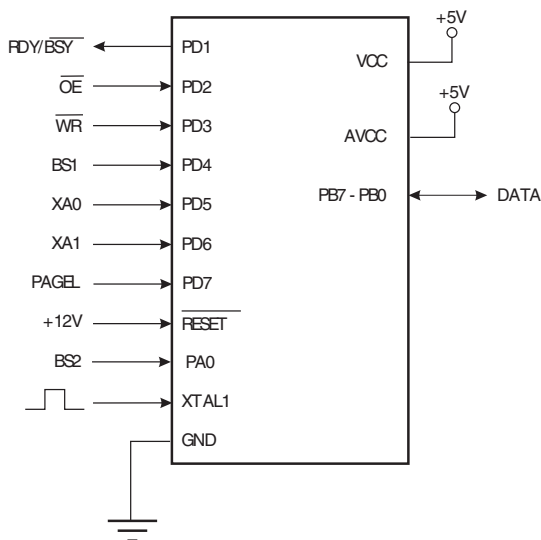 RDY/BSY PD1
OE PD2
WR PD3
BS1 PD4
XA0 PD5
XA1 PD6
PAGEL PD7
+12V RESET
BS2 PA0
XTAL1
GND
+5V
VCC
+5V
AVCC
PB7 - PB0 DATA